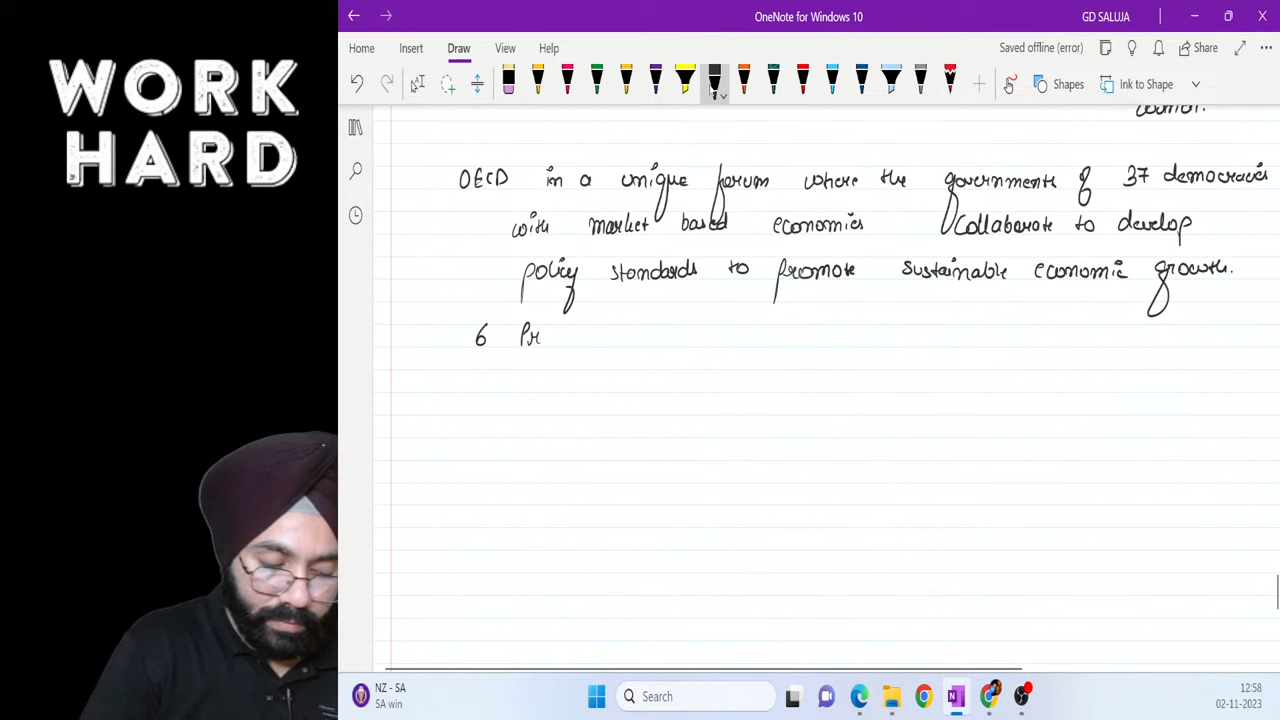 WORK
HARD
OneNote for Windows 10
GD SALUJA
Home Insert Draw View Help
Saved offline (error)
Share
Shapes
Ink to Share
OECD in a unique forum where the governments of 37 democracies
with market based economics Collaborate to develop
policy standards to promote sustainable economic growth.
6 Pr
NZ - SA
SA win
Search
12:58
02-11-2023